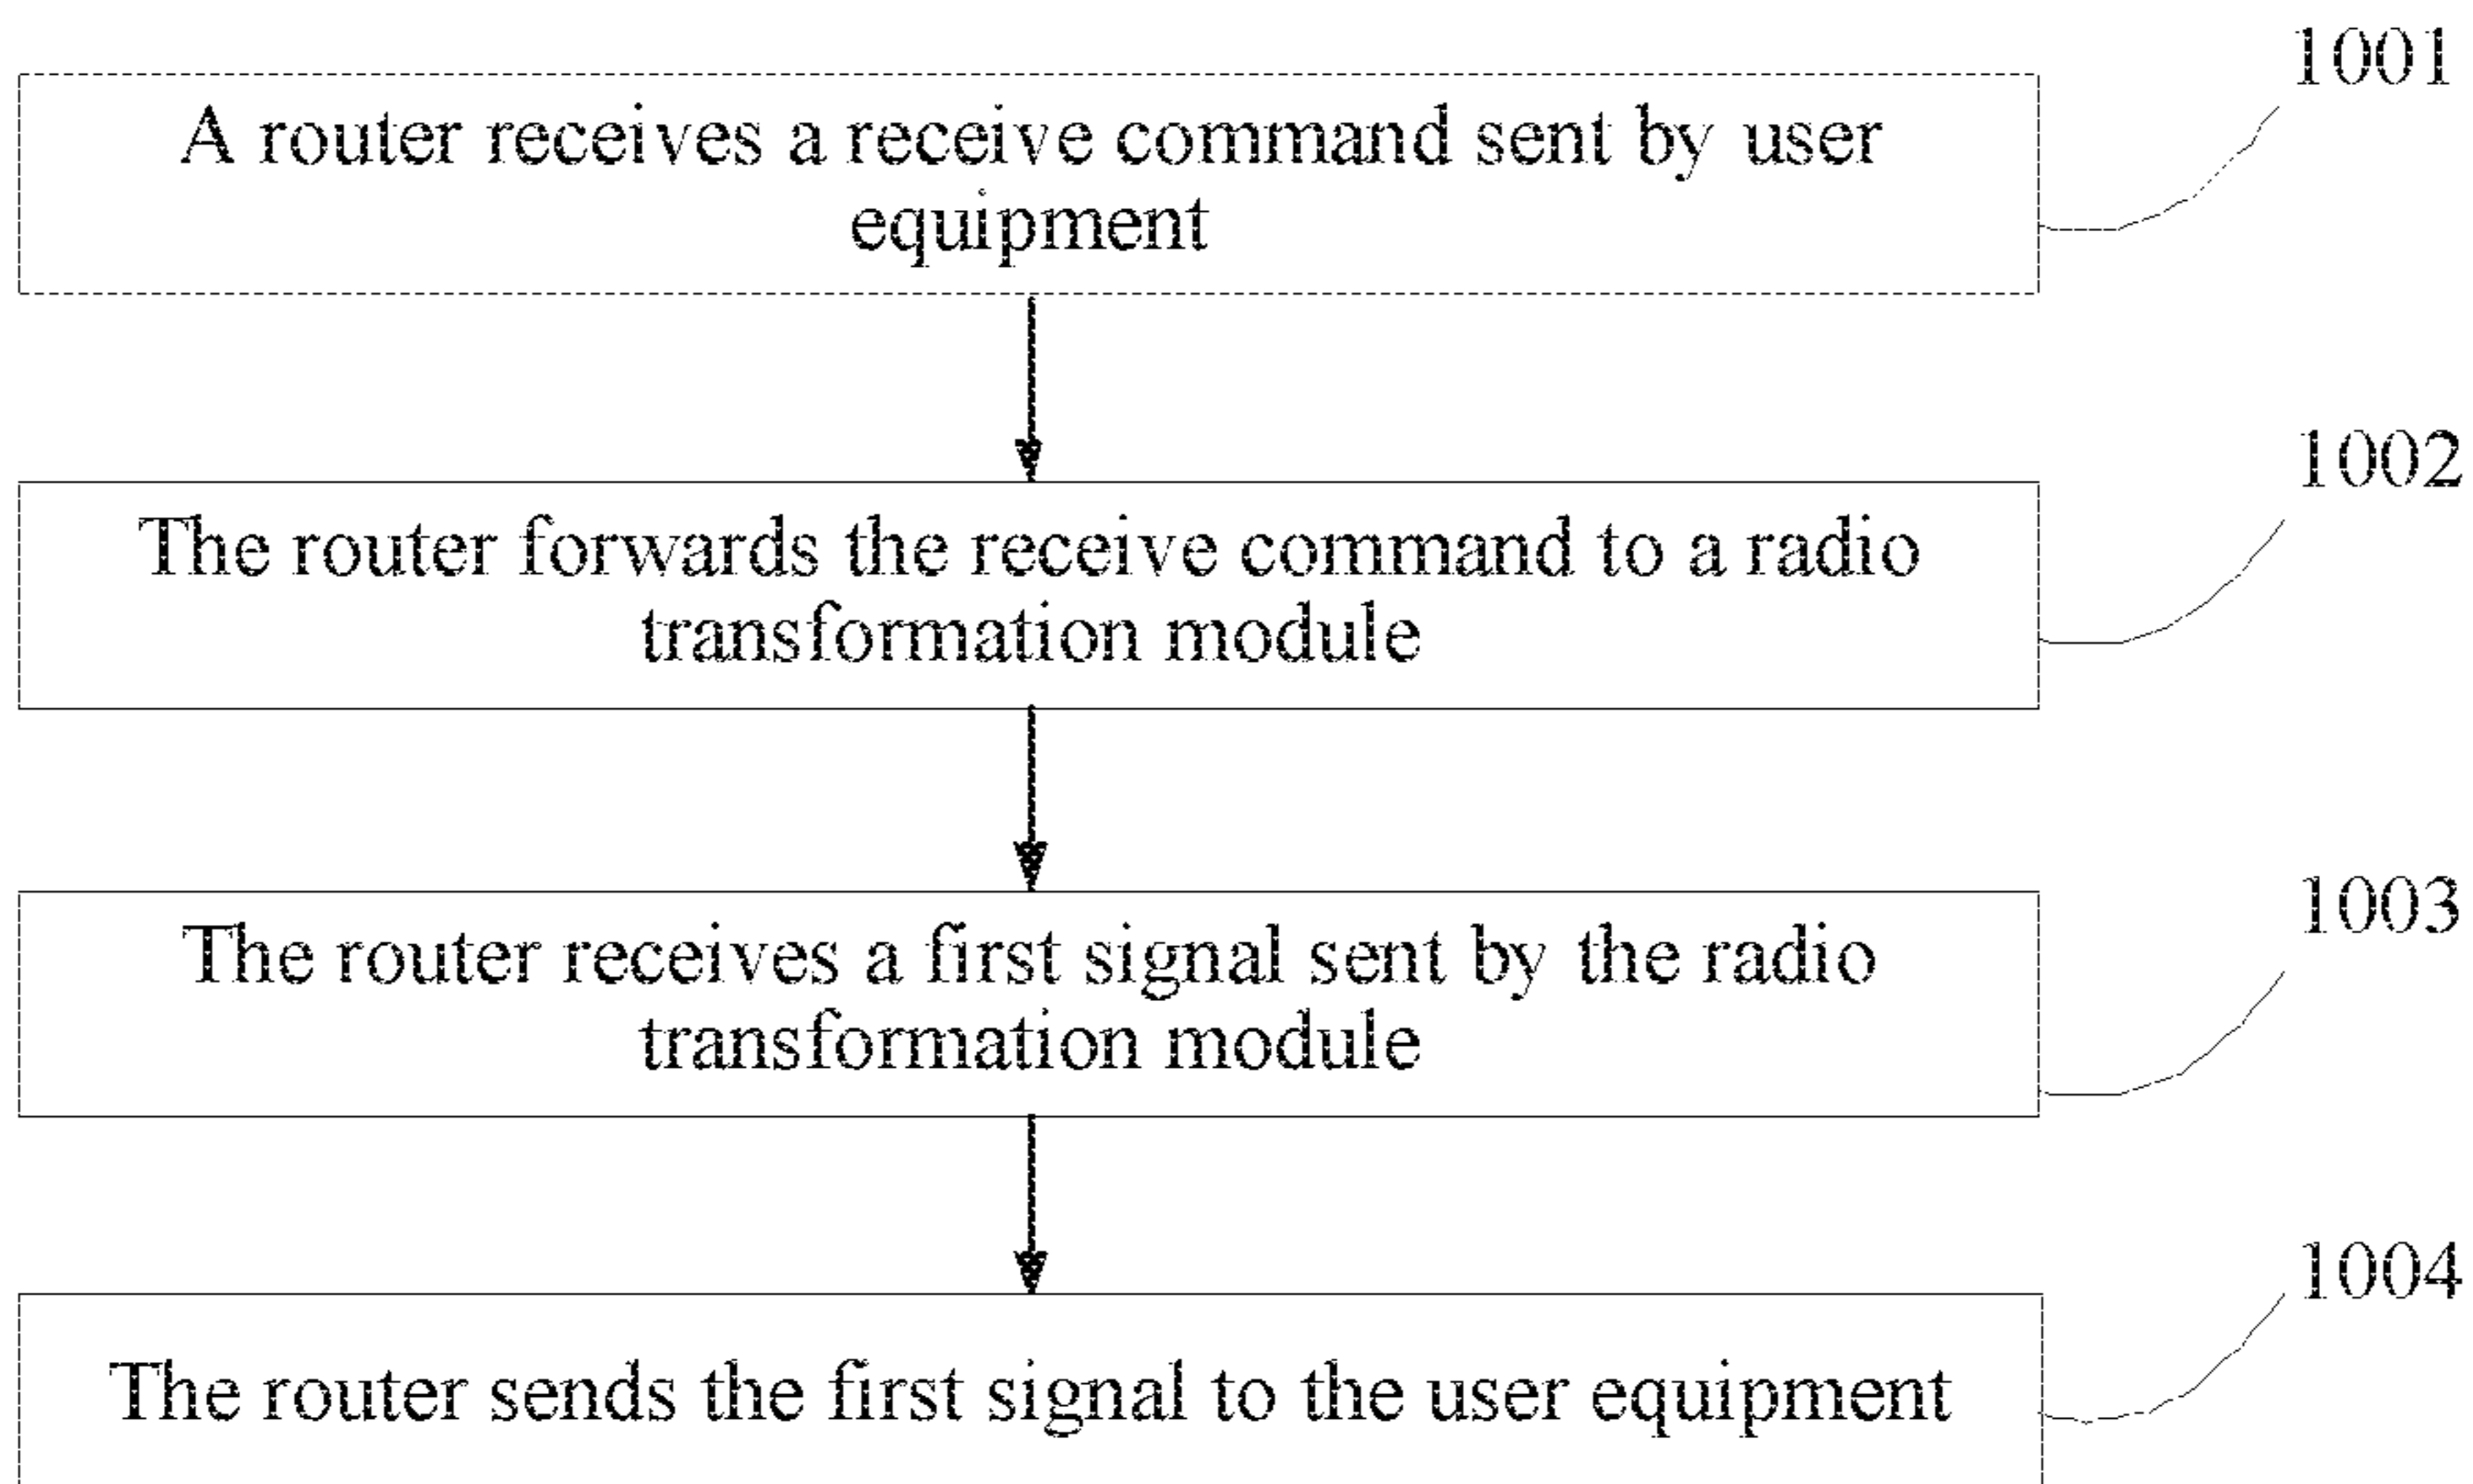 1001
A router receives a receive command sent by user
equipment
1002
The router forwards the receive command to a radio
transformation module
1003
The router receives a first signal sent by the radio
transformation module
1004
The router sends the first signal to the user equipment